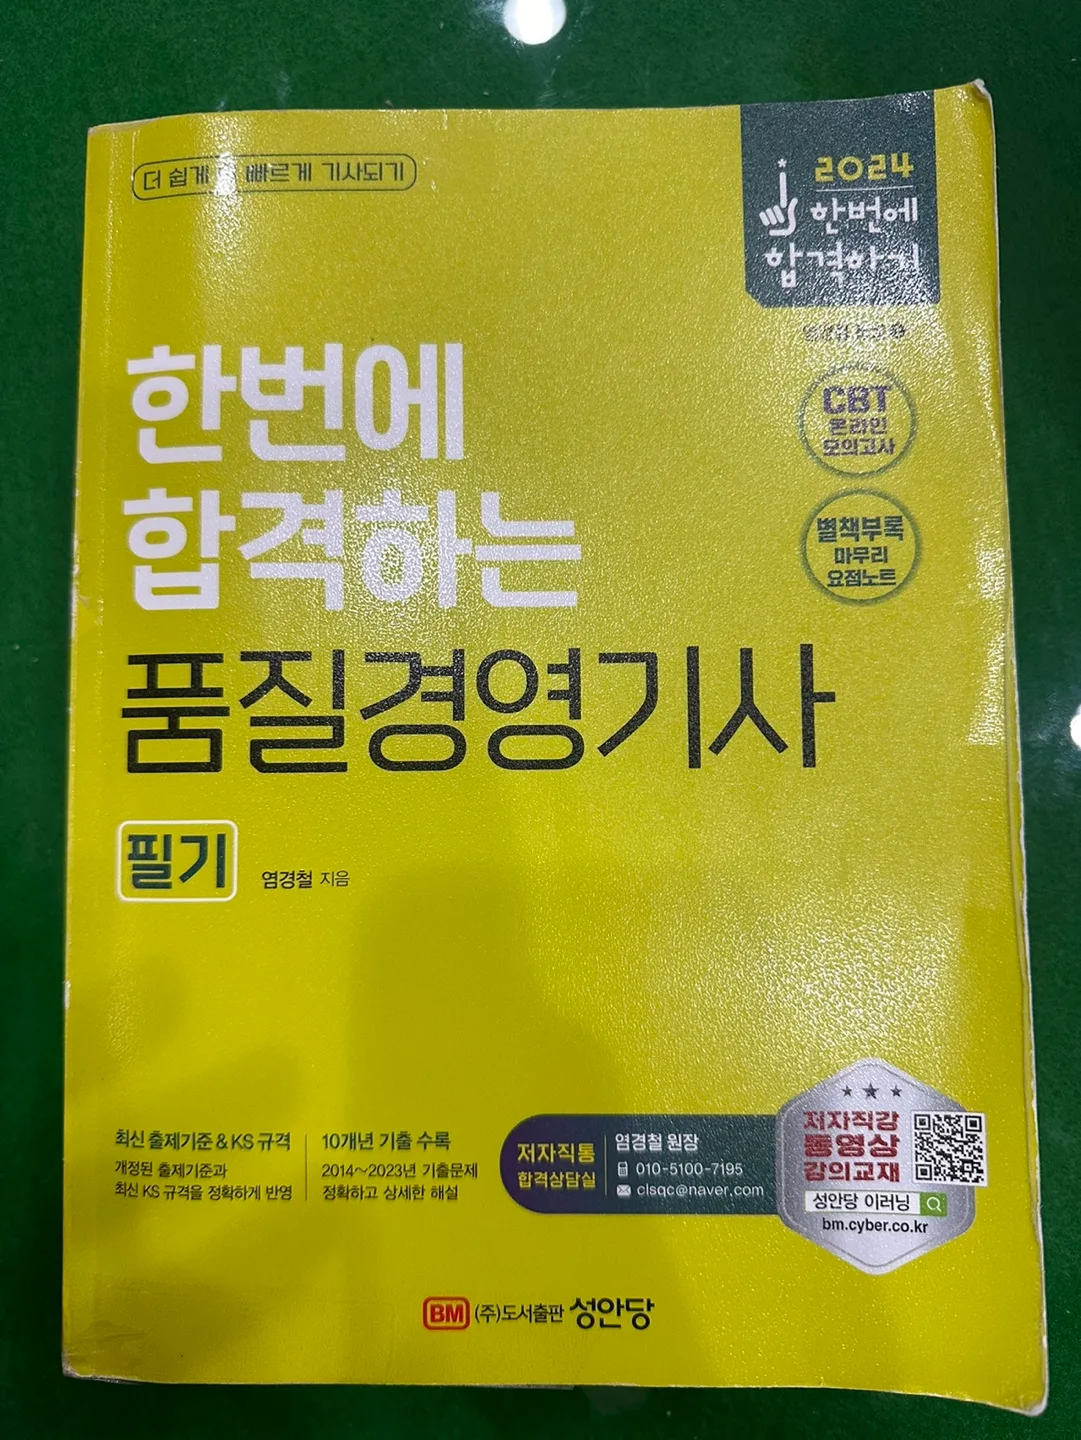 더 쉽게 더 빠르게 기사되기
2024
한번에
합격하기
CBT
온라인
모의고사
별책부록
마무리
요점노트
한번에
합격하는
품질경영기사
필기
염경철 지음
최신 출제기준 & KS 규격
개정된 출제기준과
최신 KS 규격을 정확하게 반영
10개년 기출 수록
2014~2023년 기출문제
정확하고 상세한 해설
저자직통
합격상담실
염경철 원장
010-5100-7195
clsqc@naver.com
저자직강
동영상
강의교재
성안당 이러닝
bm.cyber.co.kr
BM (주)도서출판 성안당